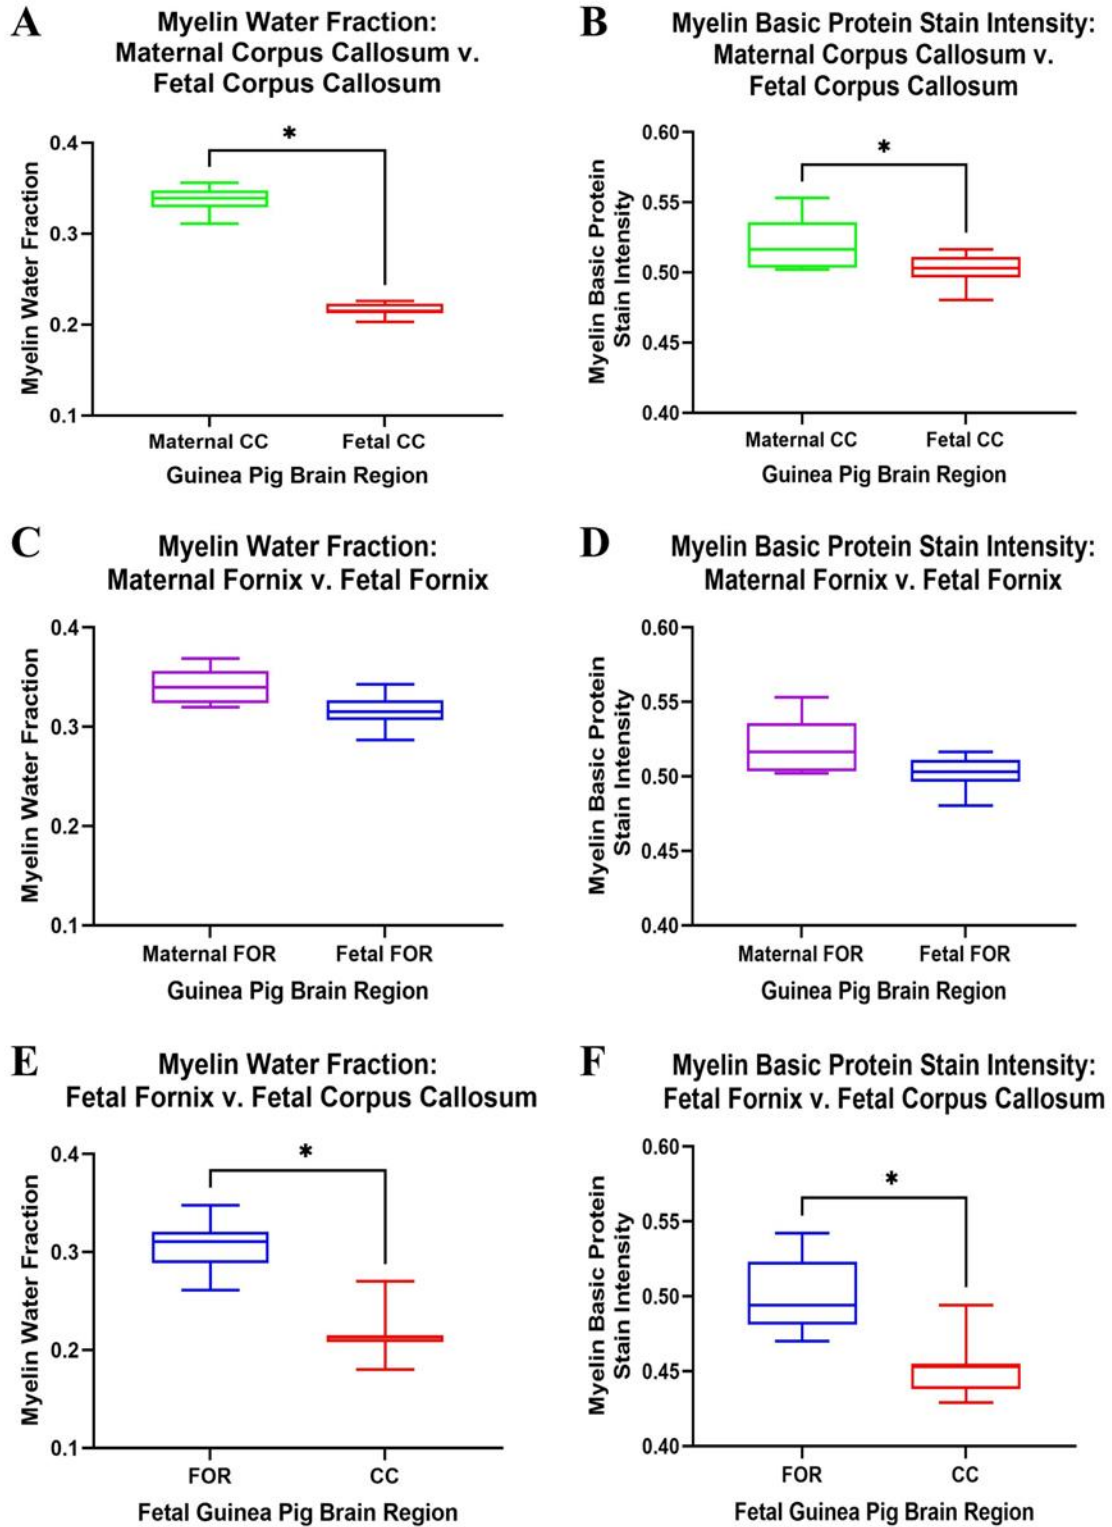 A
Myelin Water Fraction:
Maternal Corpus Callosum v.
Fetal Corpus Callosum
Myelin Water Fraction
0.4
0.3
0.2
0.1
*
Maternal CC
Fetal CC
Guinea Pig Brain Region
B
Myelin Basic Protein Stain Intensity:
Maternal Corpus Callosum v.
Fetal Corpus Callosum
Myelin Basic Protein
Stain Intensity
0.60
0.55
0.50
0.45
0.40
*
Maternal CC
Fetal CC
Guinea Pig Brain Region
C
Myelin Water Fraction:
Maternal Fornix v. Fetal Fornix
Myelin Water Fraction
0.4
0.3
0.2
0.1
Maternal FOR
Fetal FOR
Guinea Pig Brain Region
D
Myelin Basic Protein Stain Intensity:
Maternal Fornix v. Fetal Fornix
Myelin Basic Protein
Stain Intensity
0.60
0.55
0.50
0.45
0.40
Maternal FOR
Fetal FOR
Guinea Pig Brain Region
E
Myelin Water Fraction:
Fetal Fornix v. Fetal Corpus Callosum
Myelin Water Fraction
0.4
0.3
0.2
0.1
*
FOR
CC
Fetal Guinea Pig Brain Region
F
Myelin Basic Protein Stain Intensity:
Fetal Fornix v. Fetal Corpus Callosum
Myelin Basic Protein
Stain Intensity
0.60
0.55
0.50
0.45
0.40
*
FOR
CC
Fetal Guinea Pig Brain Region